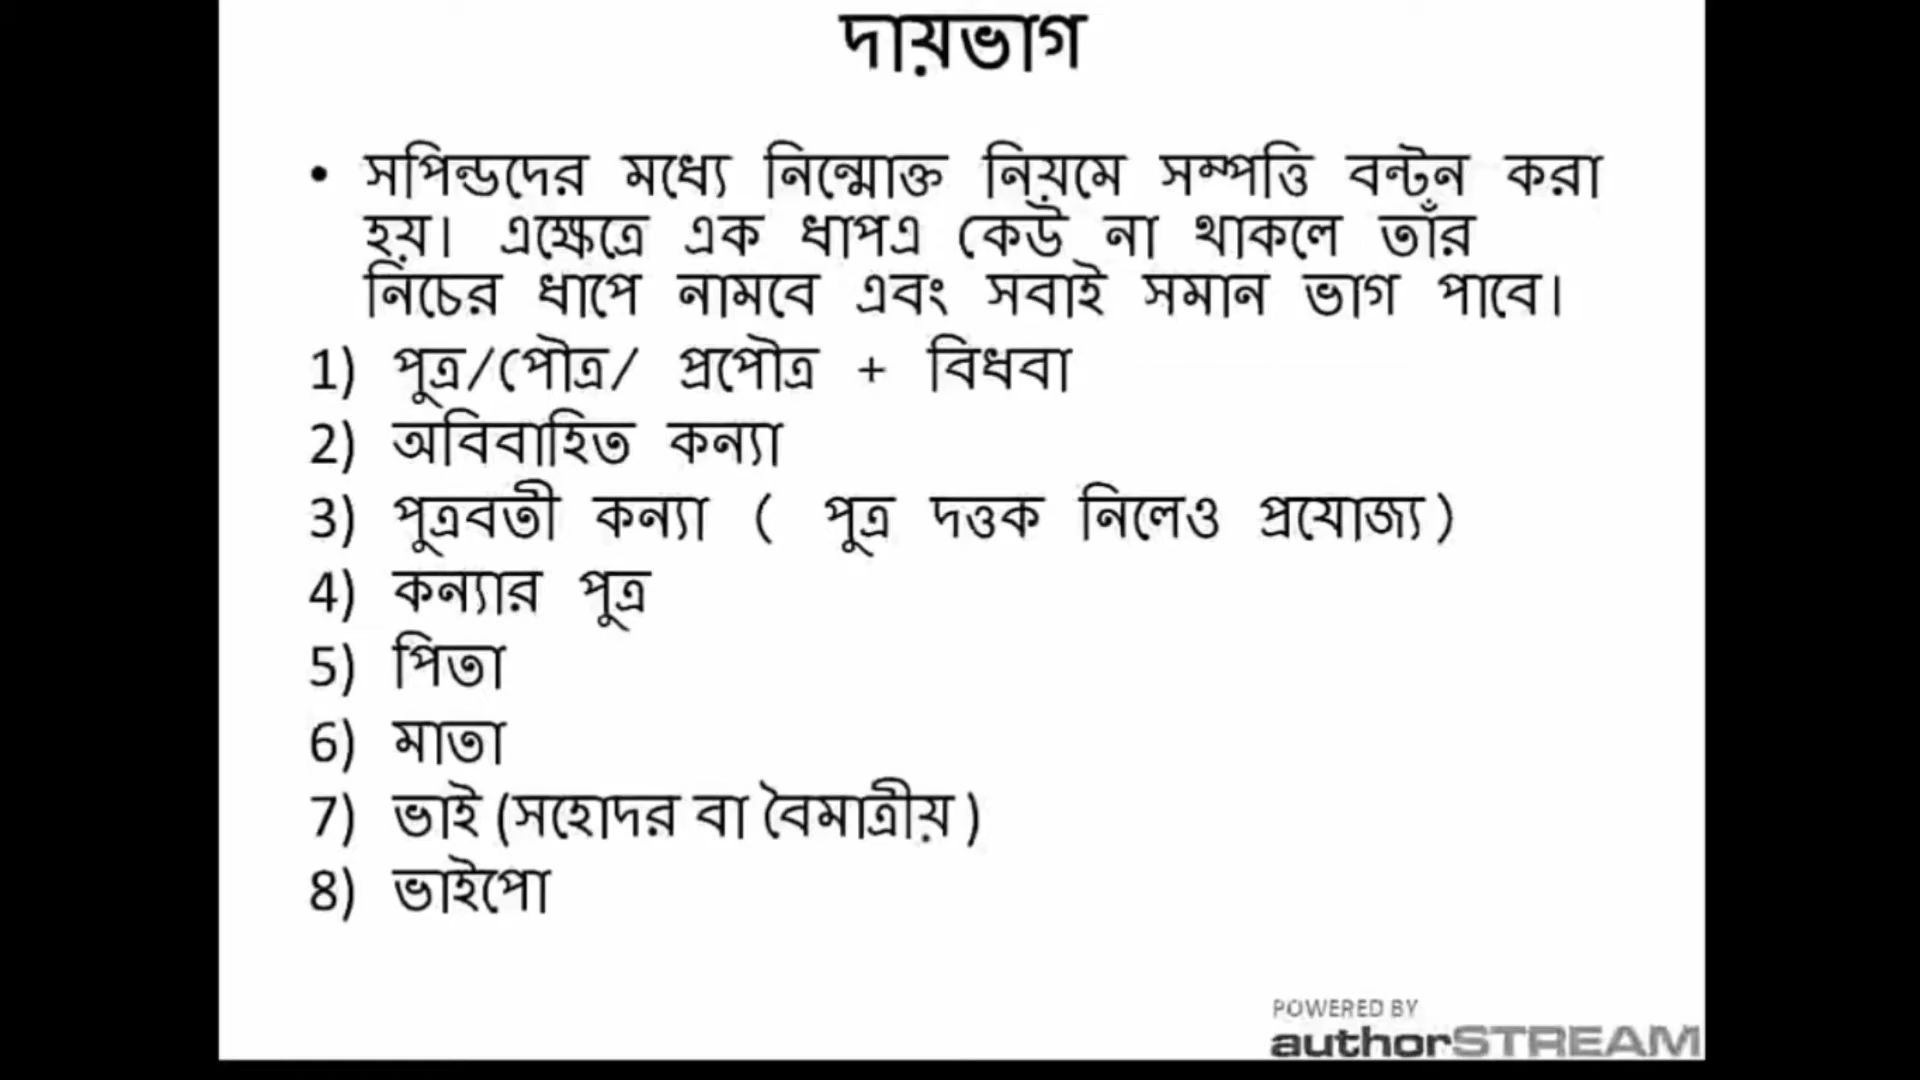 দায়ভাগ
• সপিন্ডদের মধ্যে নিন্মোক্ত নিয়মে সম্পত্তি বন্টন করা
হয়। এক্ষেত্রে এক ধাপএ কেউ না থাকলে তাঁর
নিচের ধাপে নামবে এবং সবাই সমান ভাগ পাবে।
1) পুত্র/পৌত্র/ প্রপৌত্র + বিধবা
2) অবিবাহিত কন্যা
3) পুত্রবতী কন্যা ( পুত্র দত্তক নিলেও প্রযোজ্য)
4) কন্যার পুত্র
5) পিতা
6) মাতা
7) ভাই (সহোদর বা বৈমাত্রীয়)
8) ভাইপো
POWERED BY
authorSTREAM